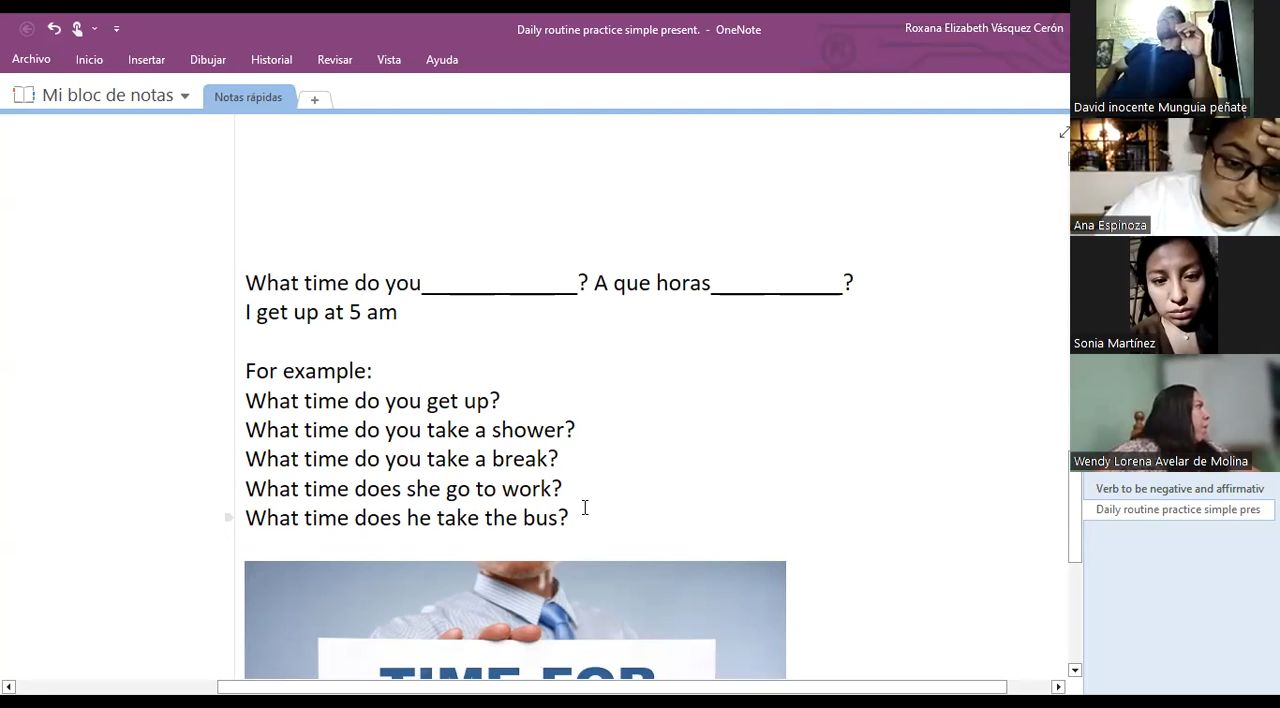 Daily routine practice simple present. - OneNote
Roxana Elizabeth Vásquez Cerón
Archivo Inicio Insertar Dibujar Historial Revisar Vista Ayuda
Mi bloc de notas Notas rápidas
What time do you__________? A que horas__________?
I get up at 5 am
For example:
What time do you get up?
What time do you take a shower?
What time do you take a break?
What time does she go to work?
What time does he take the bus?
TIME FOR
David inocente Munguia peñate
Ana Espinoza
Sonia Martínez
Wendy Lorena Avelar de Molina
Verb to be negative and affirmativ
Daily routine practice simple pres